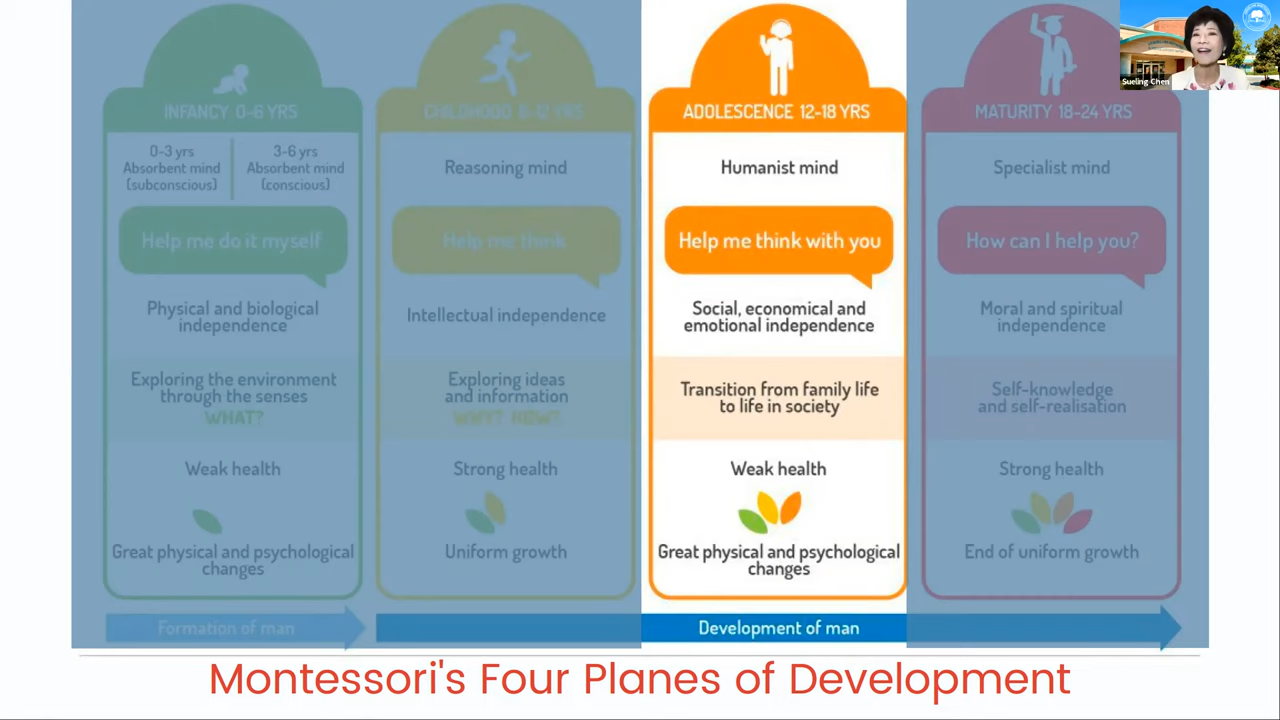 INFANCY 0-6 YRS
0-3 yrs
Absorbent mind
(subconscious)
3-6 yrs
Absorbent mind
(conscious)
Help me do it myself
Physical and biological
independence
Exploring the environment
through the senses
WHAT?
Weak health
Great physical and psychological
changes
Formation of man
CHILDHOOD 6-12 YRS
Reasoning mind
Help me think
Intellectual independence
Exploring ideas
and information
WHY? HOW?
Strong health
Uniform growth
ADOLESCENCE 12-18 YRS
Humanist mind
Help me think with you
Social, economical and
emotional independence
Transition from family life
to life in society
Weak health
Great physical and psychological
changes
Development of man
MATURITY 18-24 YRS
Specialist mind
How can I help you?
Moral and spiritual
independence
Self-knowledge
and self-realisation
Strong health
End of uniform growth
Sueling Chen
Montessori's Four Planes of Development